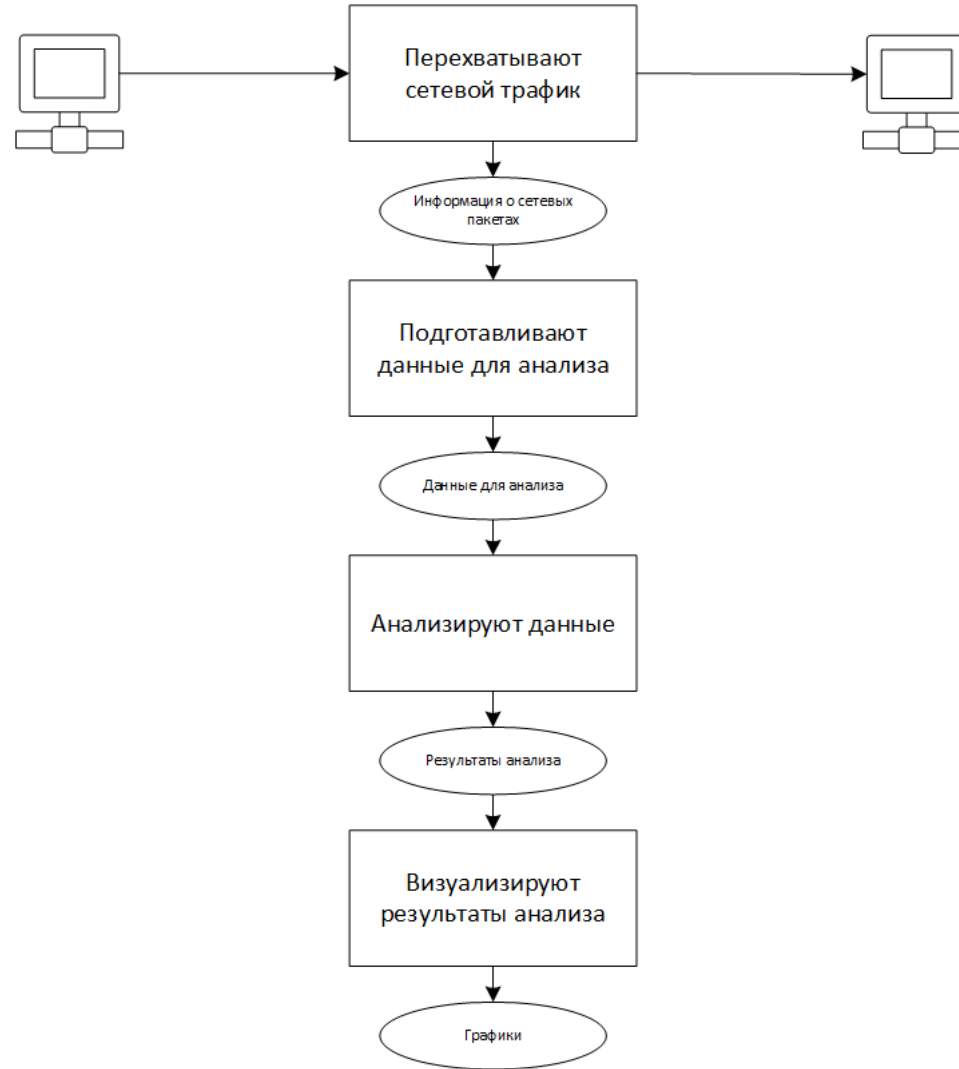 Перехватывают
сетевой трафик
Информация о сетевых
пакетах
Подготавливают
данные для анализа
Данные для анализа
Анализируют данные
Результаты анализа
Визуализируют
результаты анализа
Графики